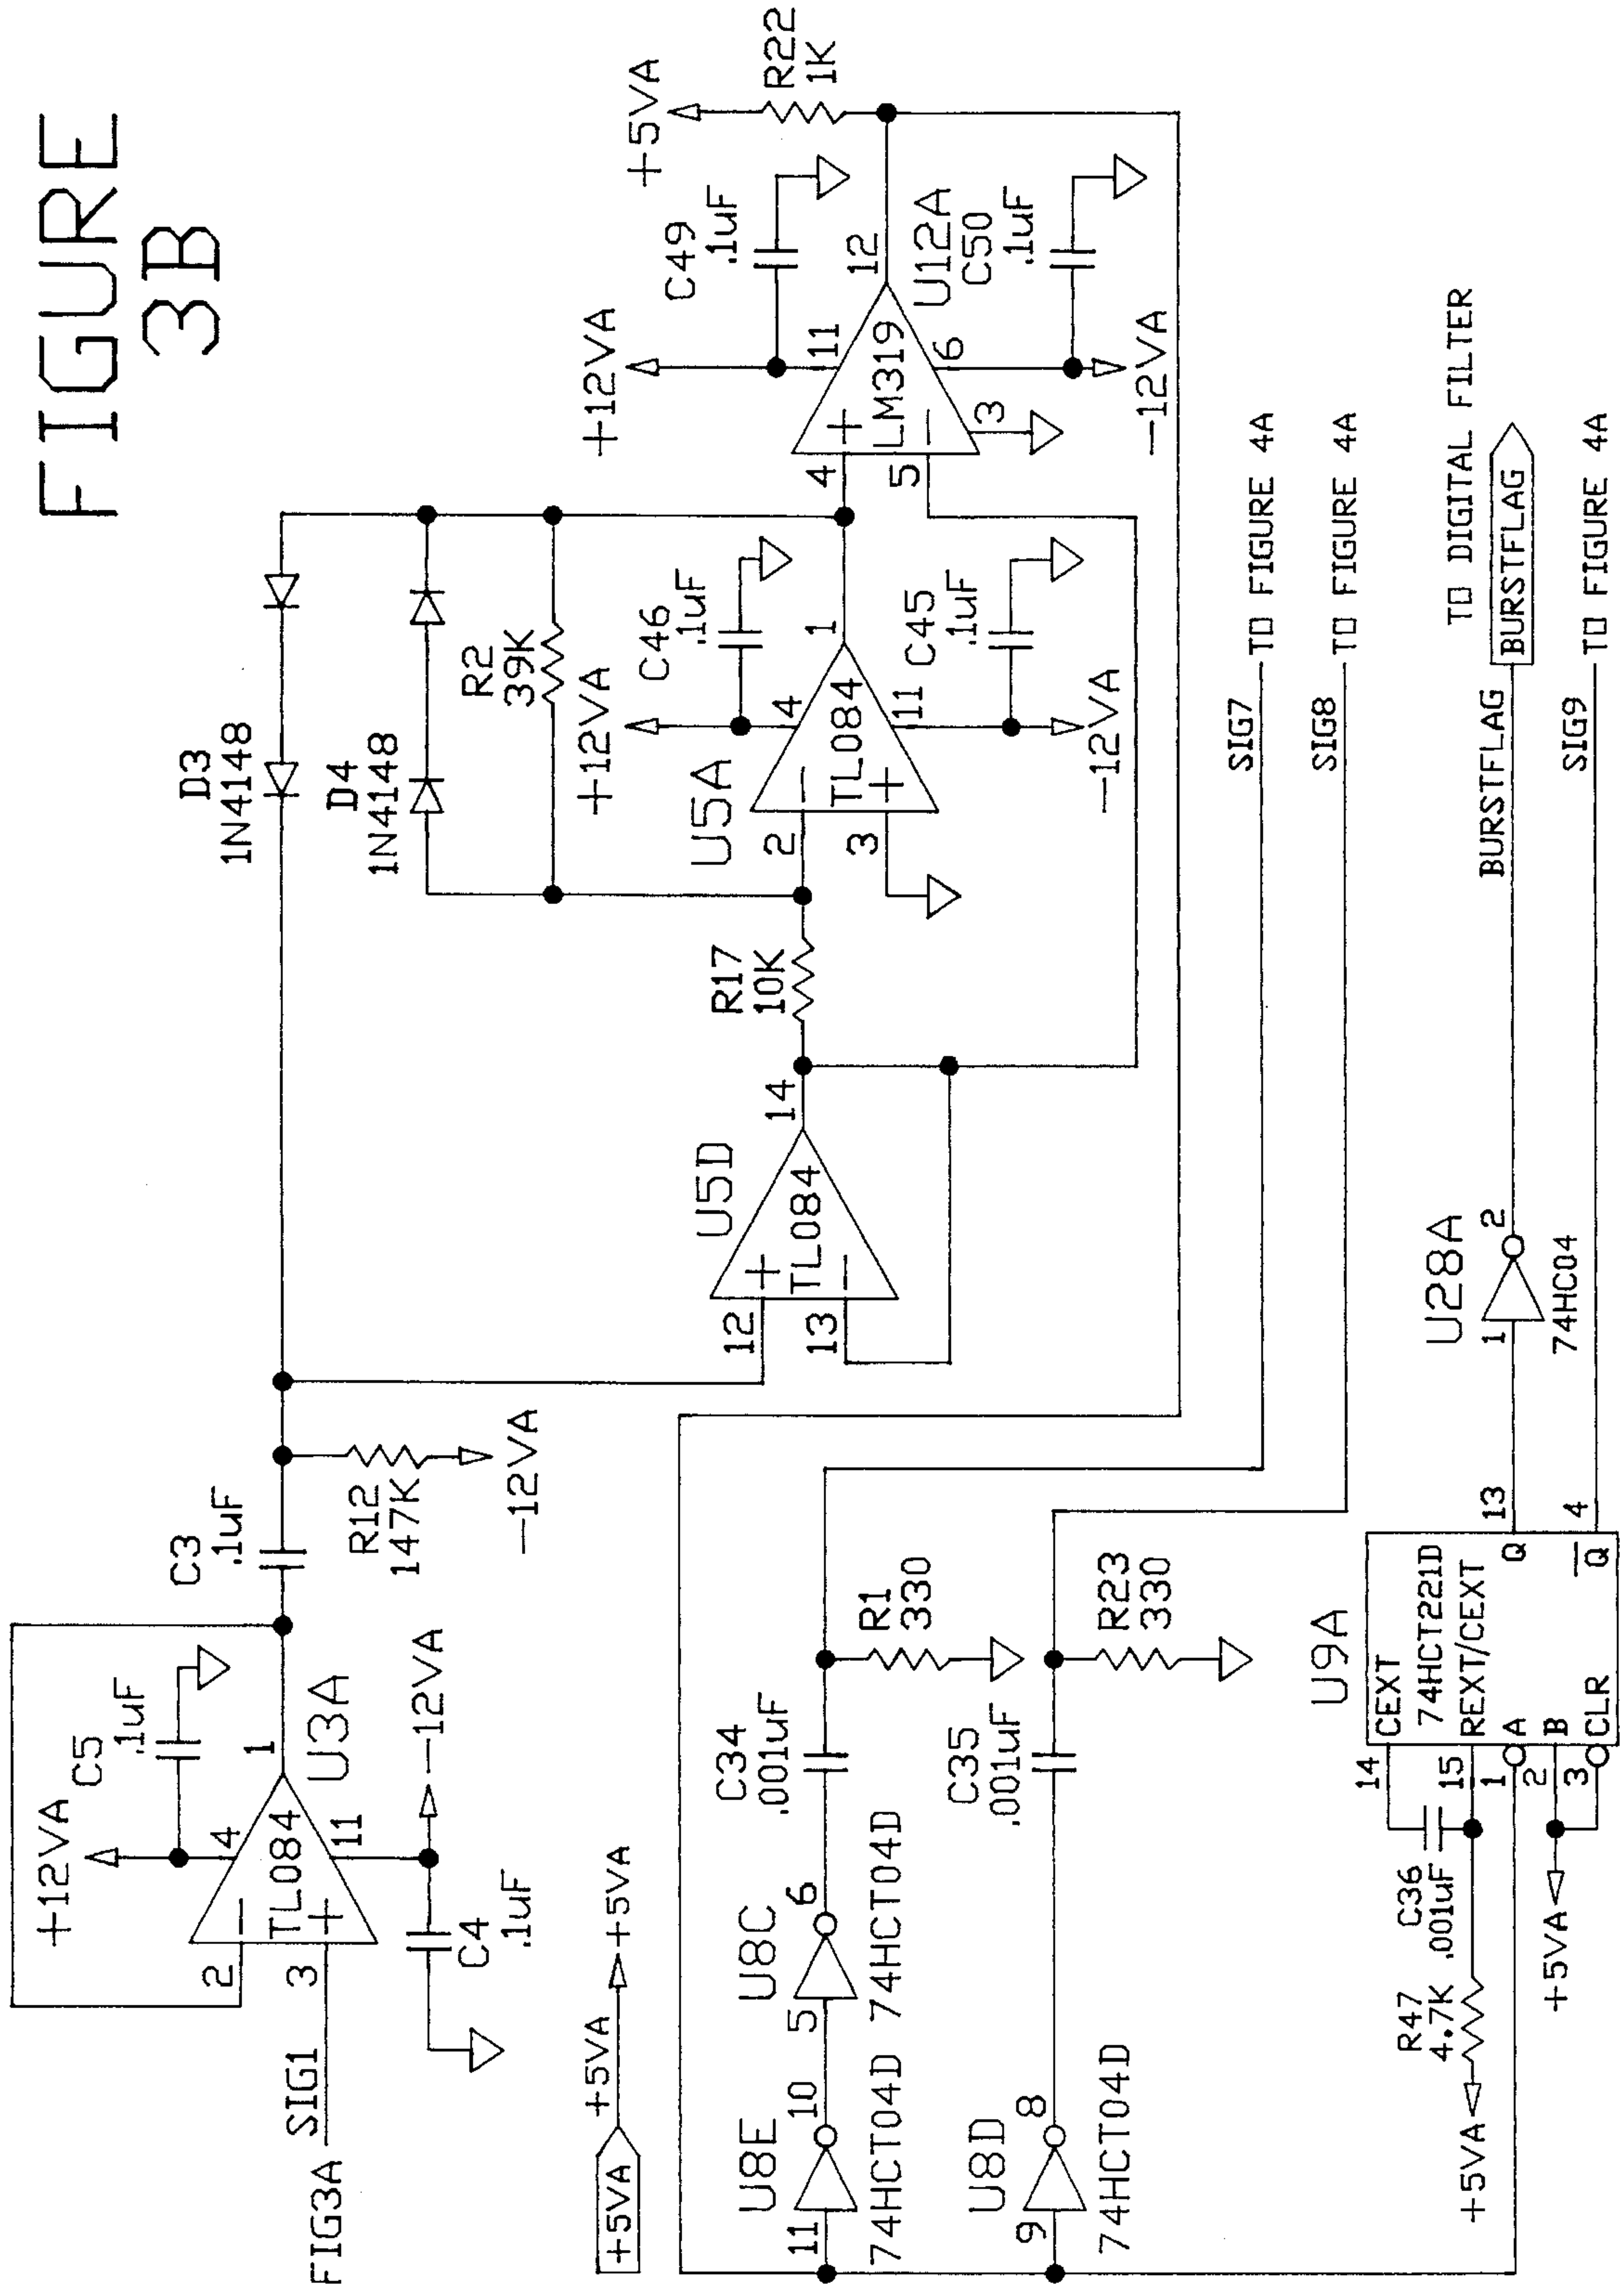 FIGURE
3B
+12VA
C5
.1uF
2
3
4
11
1
TL084
U3A
C4
.1uF
-12VA
FIG3A
SIG1
C3
.1uF
R12
147K
-12VA
D3
1N4148
D4
1N4148
R2
39K
+12VA
C46
.1uF
U5A
2
3
4
11
1
TL084
C45
.1uF
-12VA
R17
10K
U5D
12
13
14
TL084
+12VA
C49
.1uF
+5VA
R22
1K
4
5
11
6
3
12
LM319
U12A
C50
.1uF
-12VA
+5VA
+5VA
+5VA
U8E
11
10
74HCT04D
U8C
5
6
74HCT04D
C34
.001uF
R1
330
SIG7
TO FIGURE 4A
U8D
9
8
74HCT04D
C35
.001uF
R23
330
SIG8
TO FIGURE 4A
+5VA
R47
4.7K
C36
.001uF
+5VA
U9A
14
15
1
2
3
CEXT
74HCT221D
REXT/CEXT
A
B
CLR
Q
Q
13
4
U28A
1
2
74HC04
BURSTFLAG
BURSTFLAG
TO DIGITAL FILTER
SIG9
TO FIGURE 4A